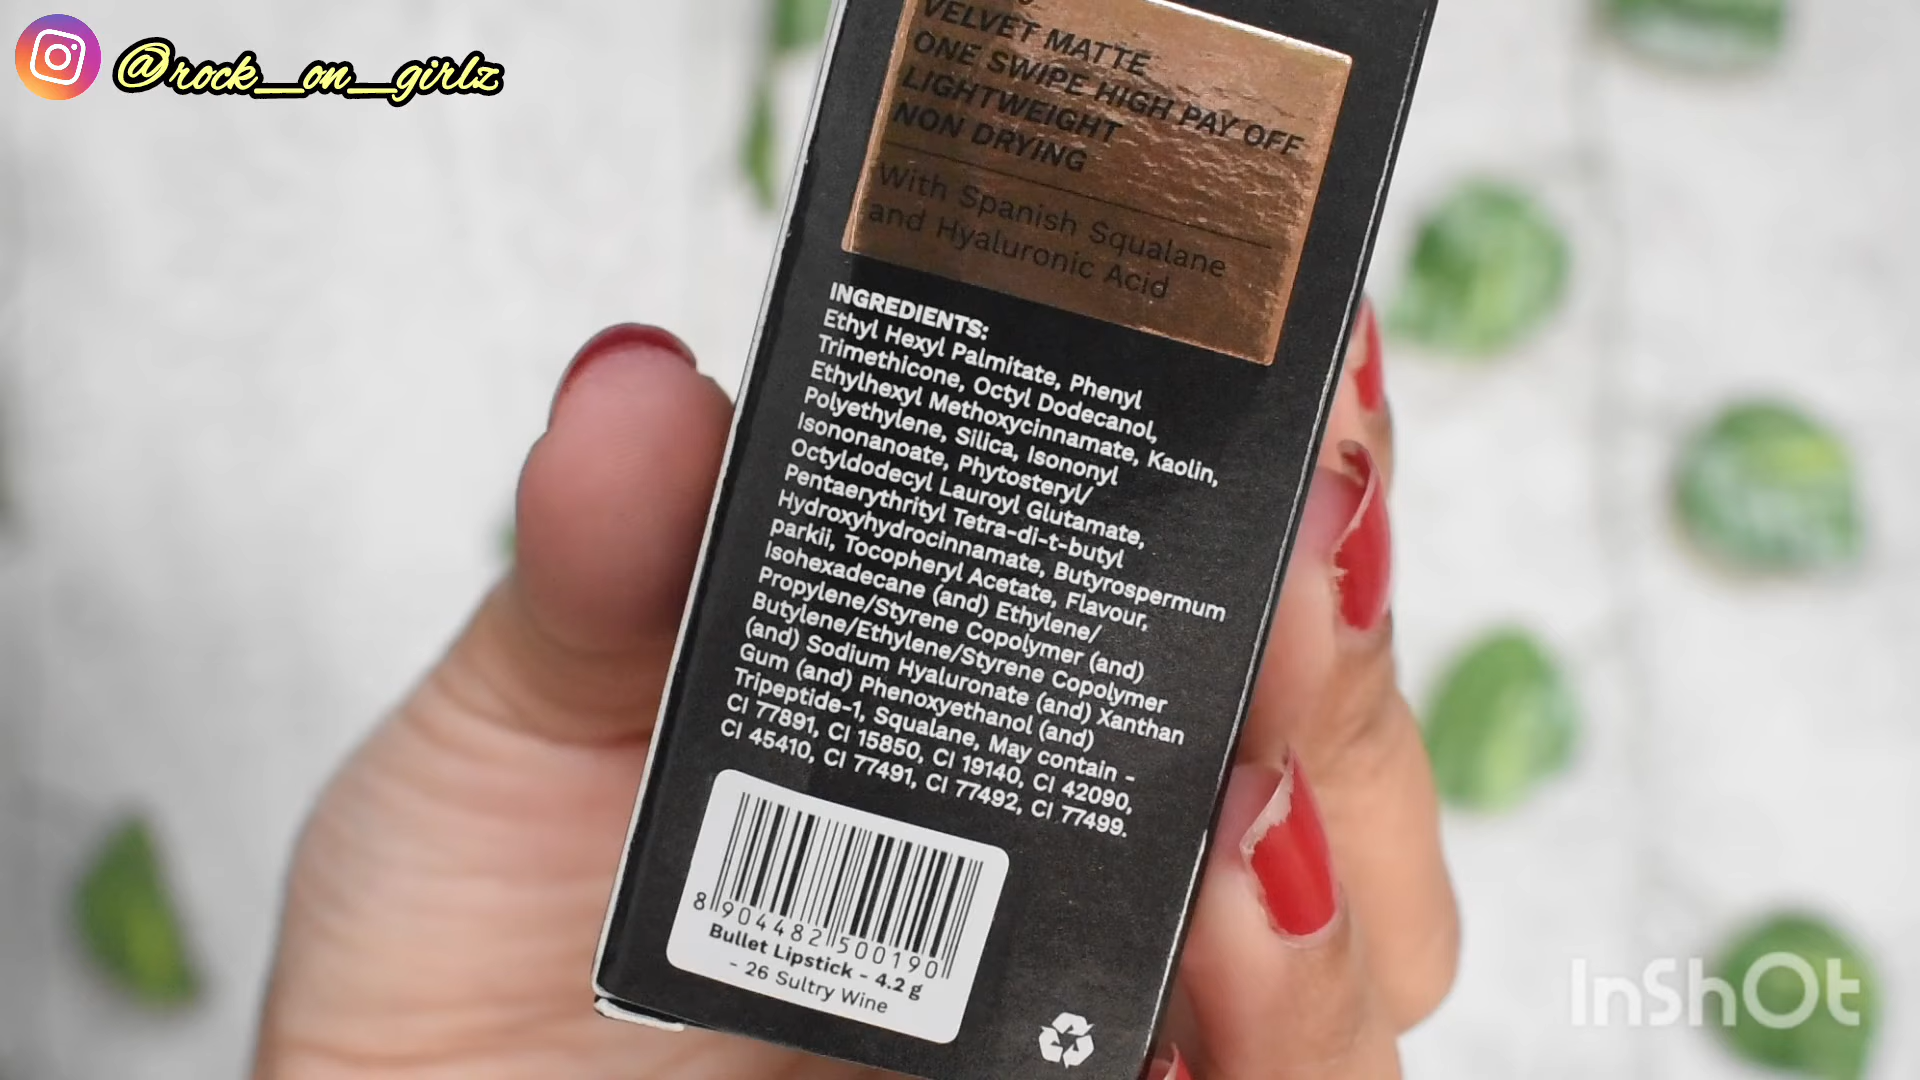 @rock_on_girlz
VELVET MATTE
ONE SWIPE HIGH PAY OFF
LIGHTWEIGHT
NON DRYING
With Spanish Squalane
and Hyaluronic Acid
INGREDIENTS:
Ethyl Hexyl Palmitate, Phenyl
Trimethicone, Octyl Dodecanol,
Ethylhexyl Methoxycinnamate, Kaolin,
Polyethylene, Silica, Isononyl
Isononanoate, Phytosteryl/
Octyldodecyl Lauroyl Glutamate,
Pentaerythrityl Tetra-di-t-butyl
Hydroxyhydrocinnamate, Butyrospermum
parkii, Tocopheryl Acetate, Flavour,
Isohexadecane (and) Ethylene/
Propylene/Styrene Copolymer (and)
Butylene/Ethylene/Styrene Copolymer
(and) Sodium Hyaluronate (and) Xanthan
Gum (and) Phenoxyethanol (and)
Tripeptide-1, Squalane, May contain -
CI 77891, CI 15850, CI 19140, CI 42090,
CI 45410, CI 77491, CI 77492, CI 77499.
8 904482 500190
Bullet Lipstick - 4.2 g
- 26 Sultry Wine
InShOt